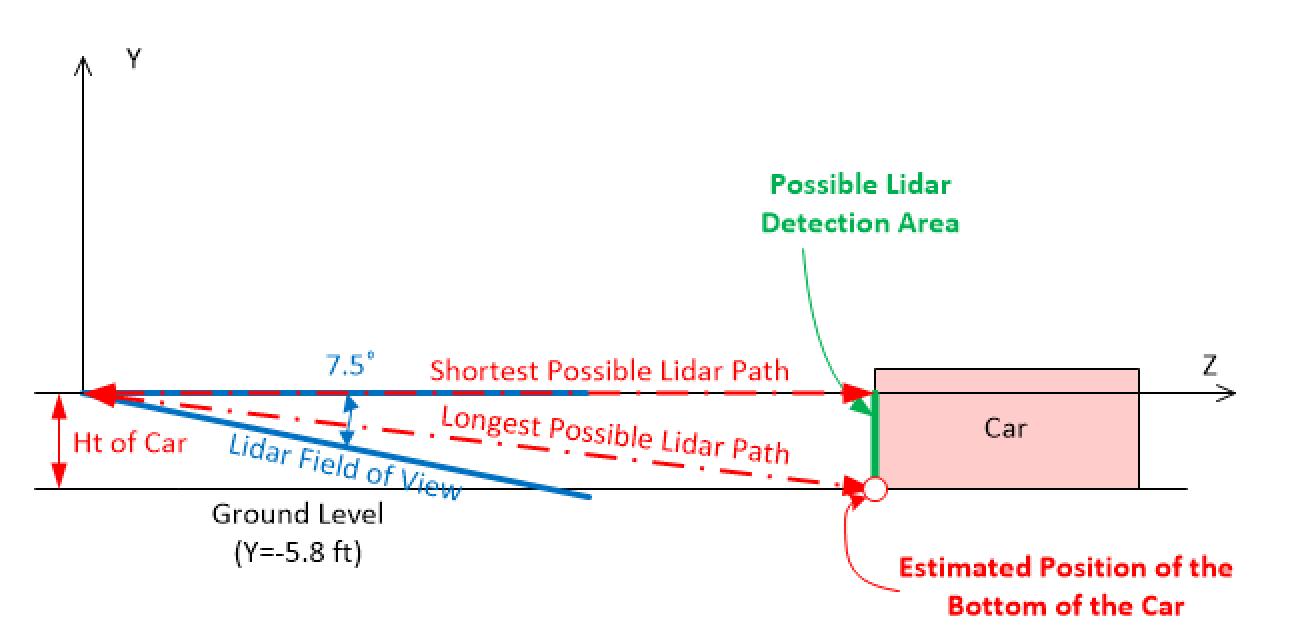 Y
Possible Lidar
Detection Area
7.5°
Shortest Possible Lidar Path
Z
Longest Possible Lidar Path
Car
Ht of Car
Lidar Field of View
Ground Level
(Y=-5.8 ft)
Estimated Position of the
Bottom of the Car